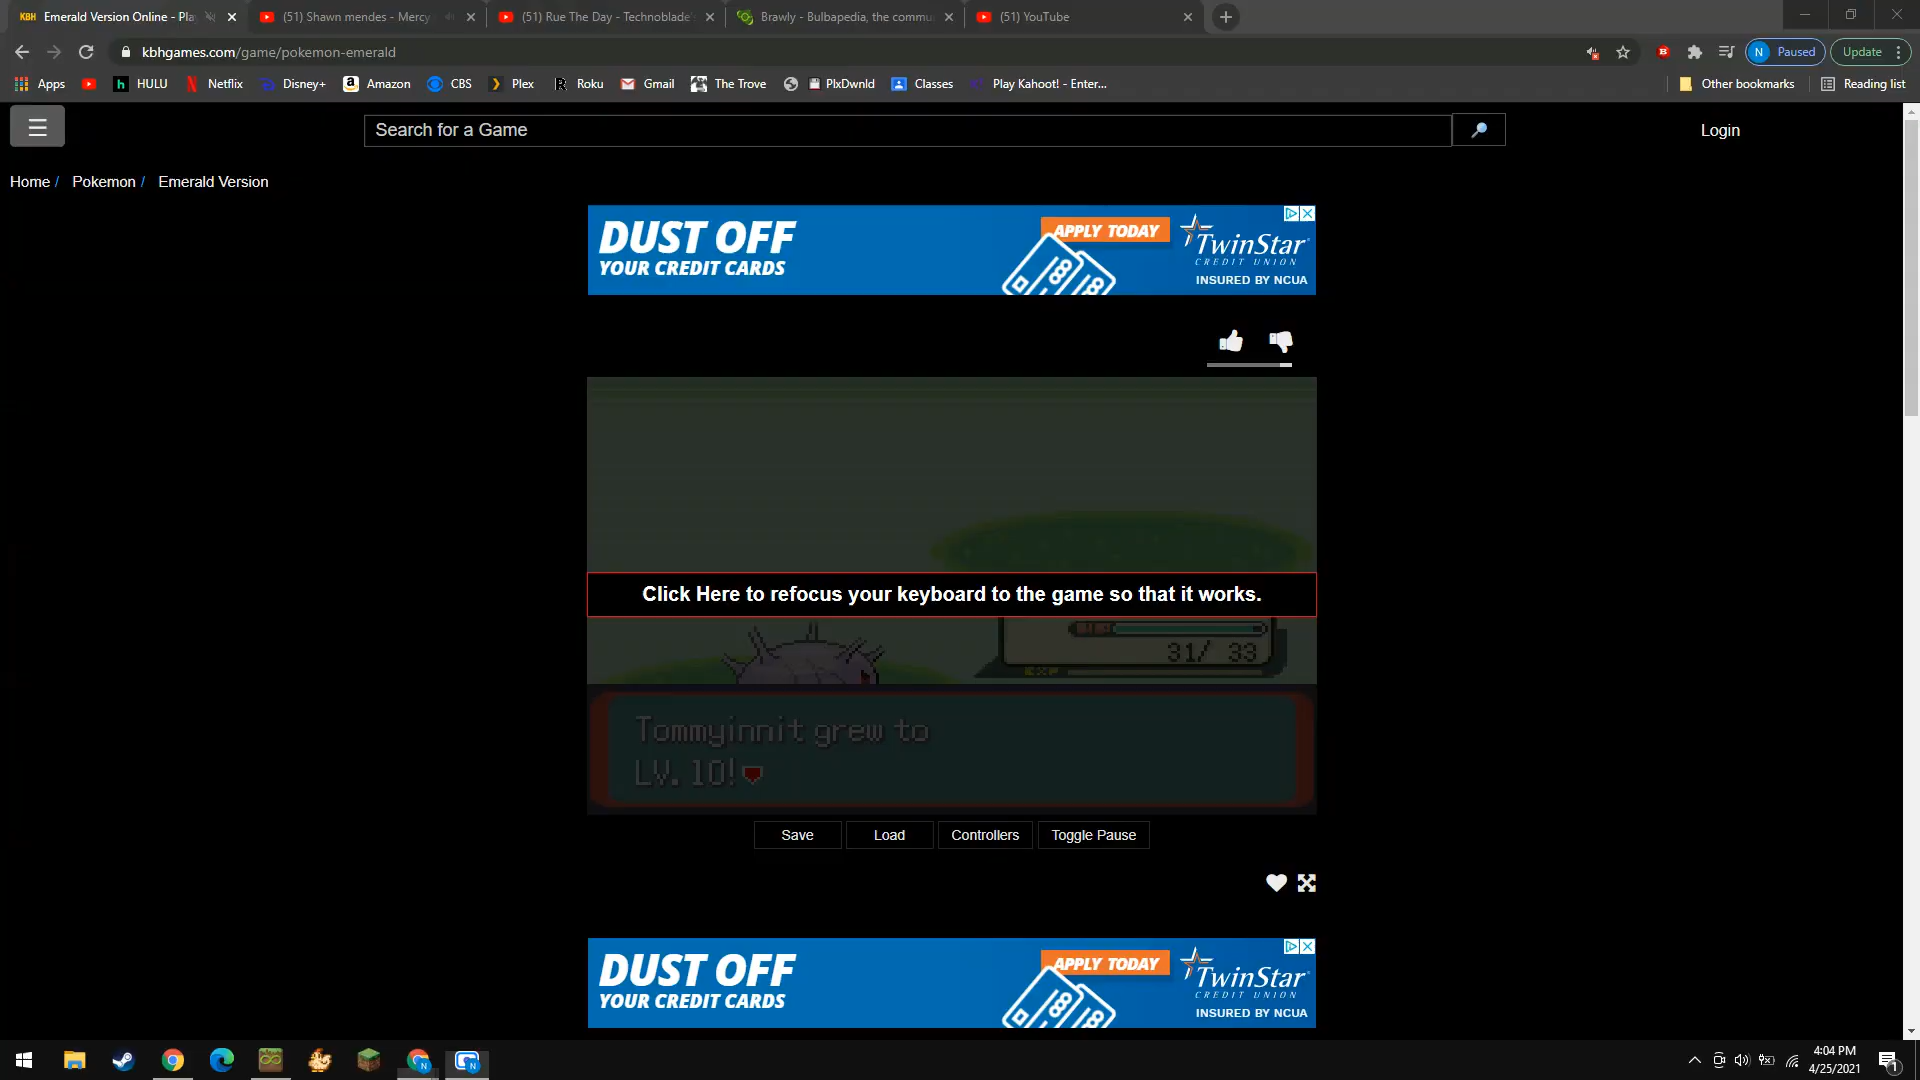 Emerald Version Online - Pla
(51) Shawn mendes - Mercy
(51) Rue The Day - Technoblade'
Brawly - Bulbapedia, the commu
(51) YouTube
kbhgames.com/game/pokemon-emerald
N Paused
Update
Apps
h HULU
Netflix
Disney+
Amazon
CBS
Plex
Roku
Gmail
The Trove
PlxDwnld
Classes
Play Kahoot! - Enter...
Other bookmarks
Reading list
Search for a Game
Login
Home / Pokemon / Emerald Version
DUST OFF
YOUR CREDIT CARDS
APPLY TODAY
TwinStar
CREDIT UNION
INSURED BY NCUA
Click Here to refocus your keyboard to the game so that it works.
31/ 33
EXP
Tommyinnit grew to
LV. 10!
Save
Load
Controllers
Toggle Pause
DUST OFF
YOUR CREDIT CARDS
APPLY TODAY
TwinStar
CREDIT UNION
INSURED BY NCUA
4:04 PM
4/25/2021
1